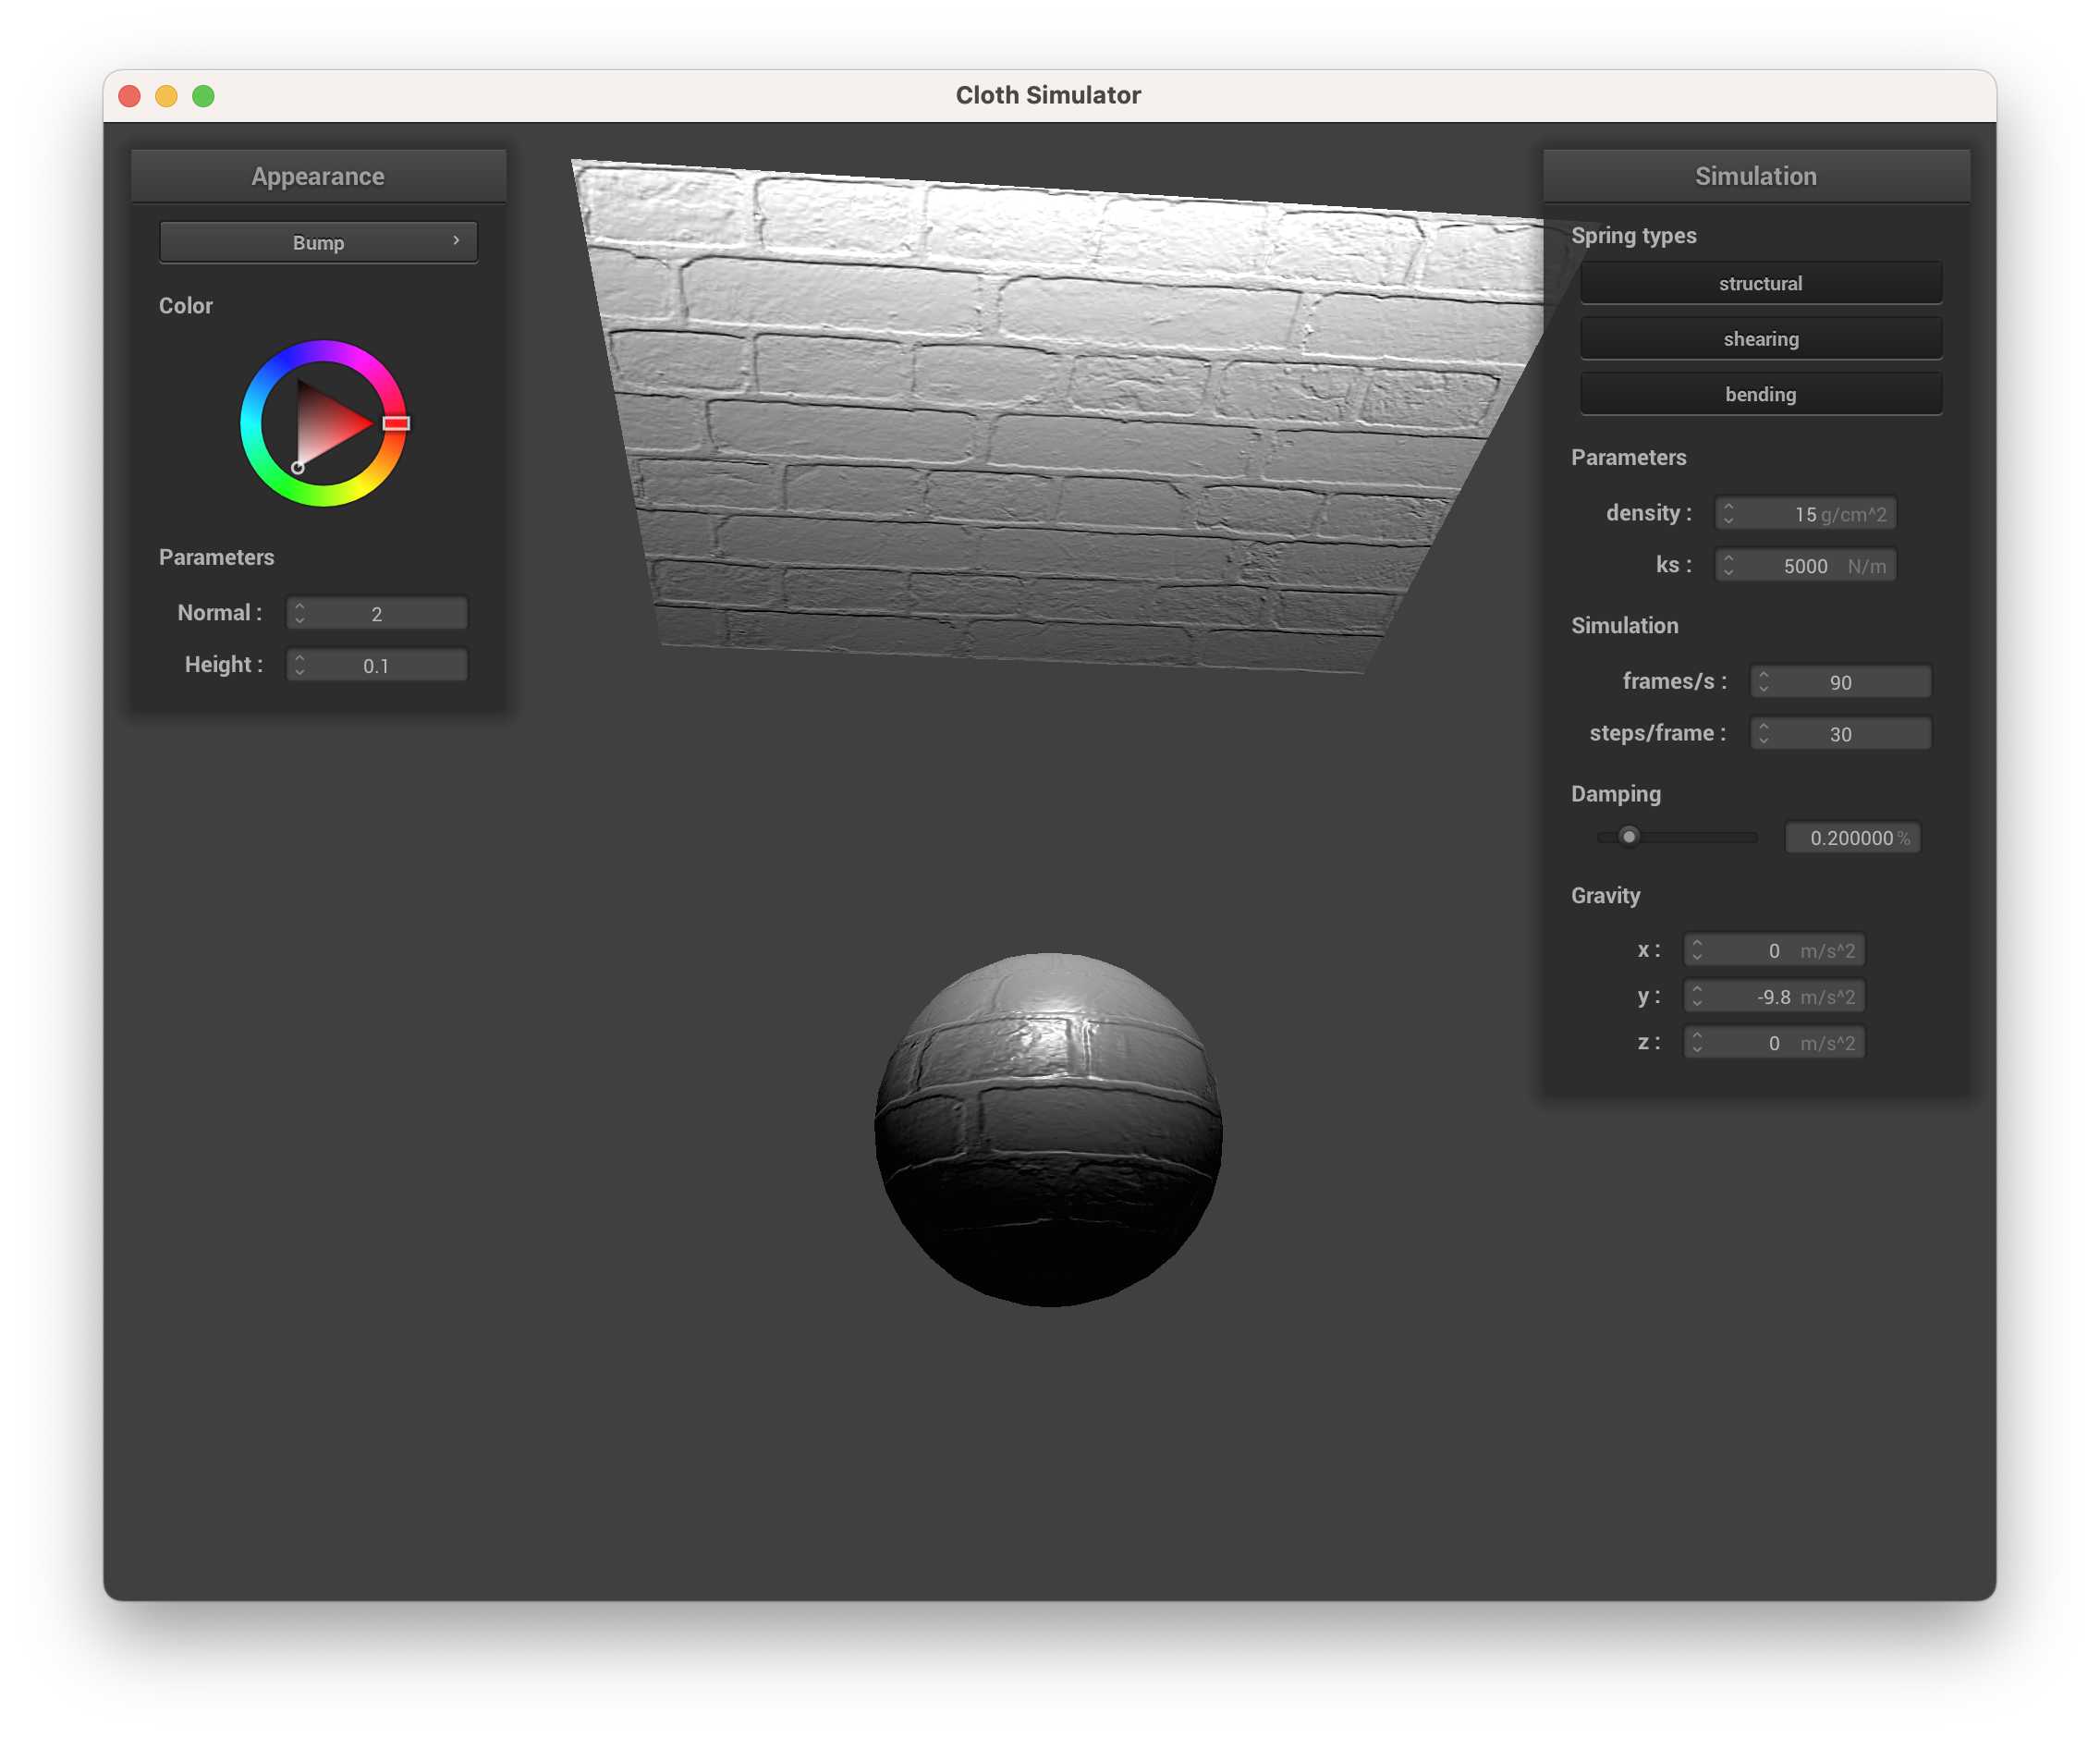 Cloth Simulator
Appearance
Bump
Color
Parameters
Normal : 2
Height : 0.1
Simulation
Spring types
structural
shearing
bending
Parameters
density : 15 g/cm^2
ks : 5000 N/m
Simulation
frames/s : 90
steps/frame : 30
Damping
0.200000 %
Gravity
x : 0 m/s^2
y : -9.8 m/s^2
z : 0 m/s^2